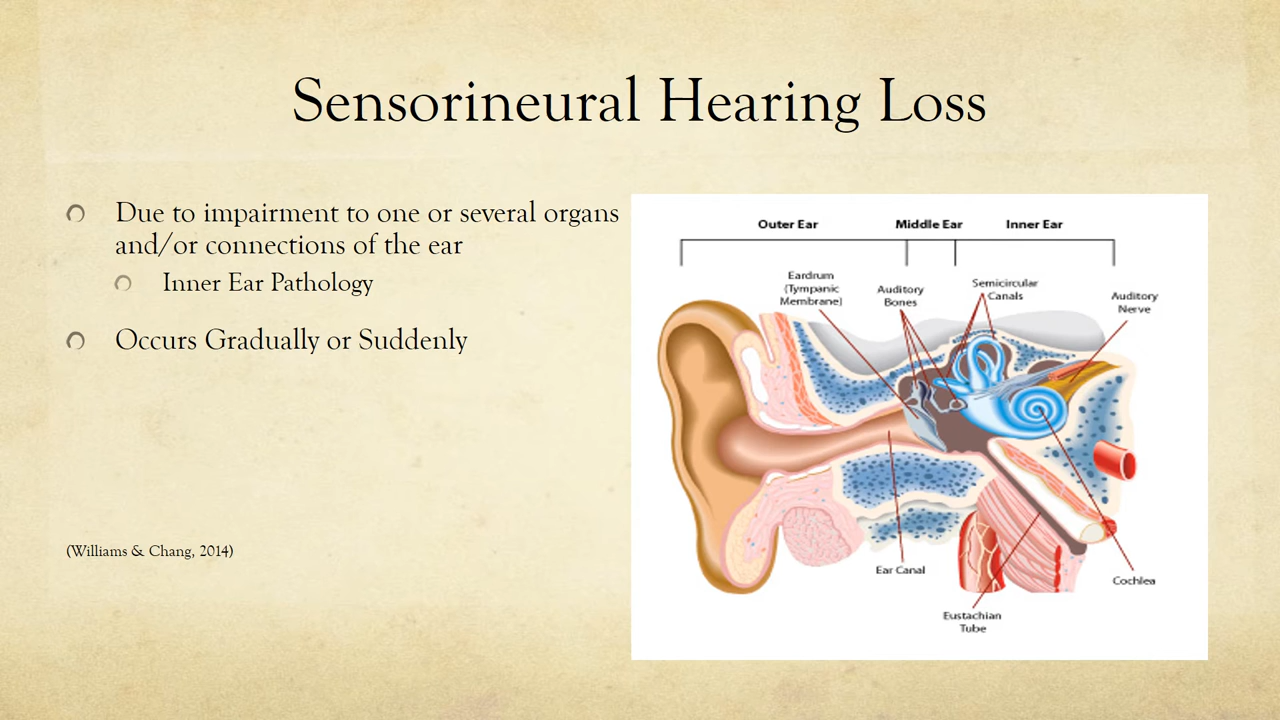 Sensorineural Hearing Loss
Due to impairment to one or several organs
and/or connections of the ear
Inner Ear Pathology
Occurs Gradually or Suddenly
(Williams & Chang, 2014)
Outer Ear
Middle Ear
Inner Ear
Eardrum
(Tympanic
Membrane)
Auditory
Bones
Semicircular
Canals
Auditory
Nerve
Ear Canal
Eustachian
Tube
Cochlea